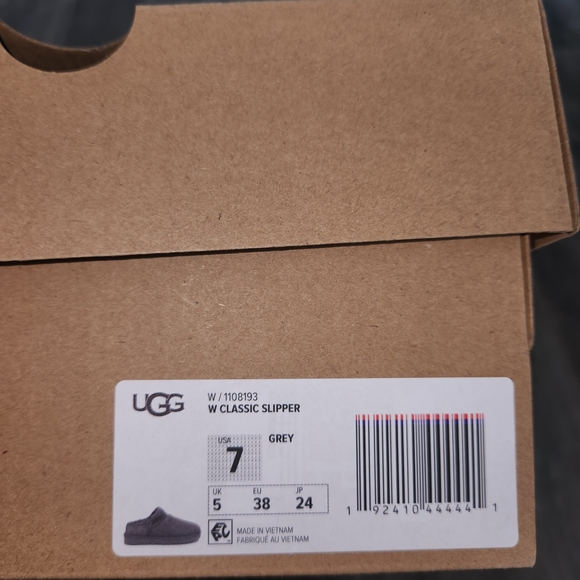 UGG
W / 1108193
W CLASSIC SLIPPER
USA
7
GREY
UK EU JP
5 38 24
MADE IN VIETNAM
FABRIQUÉ AU VIETNAM
1 92410 44444 1